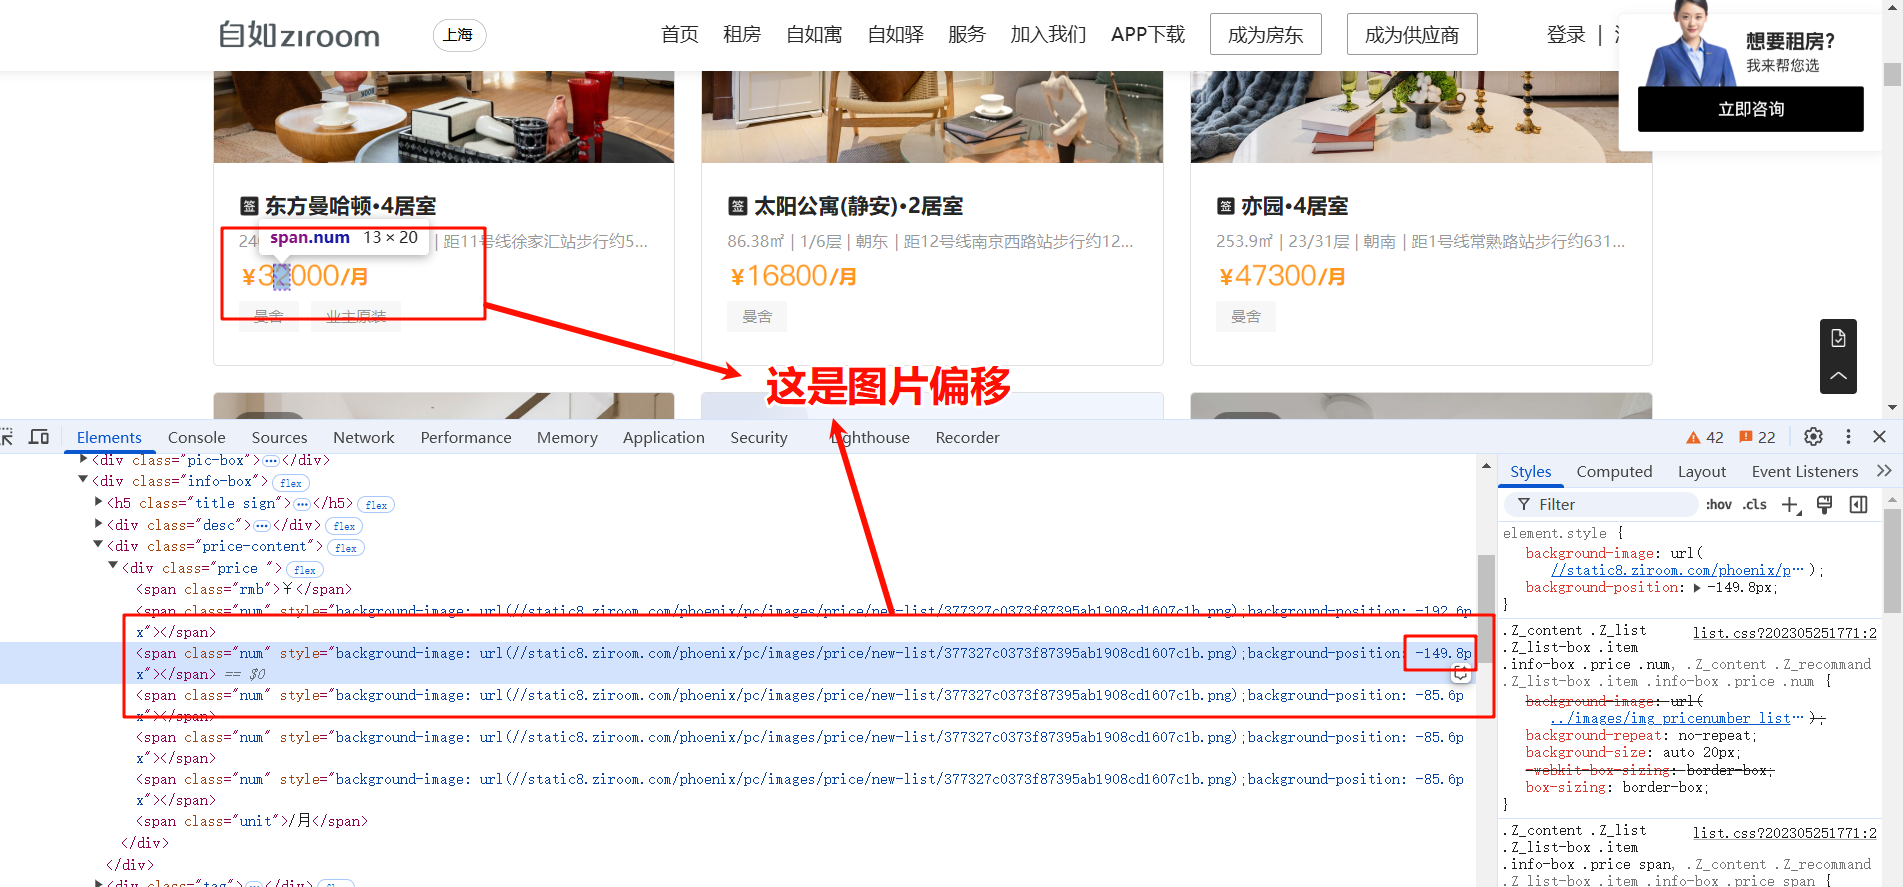 自如ziroom
上海
首页 租房 自如寓 自如驿 服务 加入我们 APP下载 成为房东 成为供应商 登录 |
想要租房?
我来帮您选
立即咨询
签 东方曼哈顿•4居室
24
span.num 13 × 20
| 距11号线徐家汇站步行约5...
¥3 000/月
曼舍 业主原装
签 太阳公寓(静安)•2居室
86.38㎡ | 1/6层 | 朝东 | 距12号线南京西路站步行约12...
¥16800/月
曼舍
签 亦园•4居室
253.9㎡ | 23/31层 | 朝南 | 距1号线常熟路站步行约631...
¥47300/月
曼舍
这是图片偏移
Elements Console Sources Network Performance Memory Application Security Lighthouse Recorder 42 22
<div class="pic-box">…</div>
<div class="info-box"> flex
<h5 class="title sign">…</h5> flex
<div class="desc">…</div> flex
<div class="price-content"> flex
<div class="price "> flex
<span class="rmb">￥</span>
<span class="num" style="background-image: url(//static8.ziroom.com/phoenix/pc/images/price/new-list/377327c0373f87395ab1908cd1607c1b.png);background-position: -192.6p
x"></span>
<span class="num" style="background-image: url(//static8.ziroom.com/phoenix/pc/images/price/new-list/377327c0373f87395ab1908cd1607c1b.png);background-position: -149.8p
x"></span> == $0
<span class="num" style="background-image: url(//static8.ziroom.com/phoenix/pc/images/price/new-list/377327c0373f87395ab1908cd1607c1b.png);background-position: -85.6p
x"></span>
<span class="num" style="background-image: url(//static8.ziroom.com/phoenix/pc/images/price/new-list/377327c0373f87395ab1908cd1607c1b.png);background-position: -85.6p
x"></span>
<span class="num" style="background-image: url(//static8.ziroom.com/phoenix/pc/images/price/new-list/377327c0373f87395ab1908cd1607c1b.png);background-position: -85.6p
x"></span>
<span class="unit">/月</span>
</div>
</div>
<div class="tag">…</div> flex
Styles Computed Layout Event Listeners
Filter :hov .cls
element.style {
background-image: url(
//static8.ziroom.com/phoenix/p… );
background-position: -149.8px;
}
.Z_content .Z_list list.css?202305251771:2
.Z_list-box .item
.info-box .price .num, .Z_content .Z_recommand
.Z_list-box .item .info-box .price .num {
background-image: url(
../images/img_pricenumber_list… );
background-repeat: no-repeat;
background-size: auto 20px;
-webkit-box-sizing: border-box;
box-sizing: border-box;
}
.Z_content .Z_list list.css?202305251771:2
.Z_list-box .item
.info-box .price span, .Z_content .Z_recommand
.Z_list-box .item .info-box .price span {